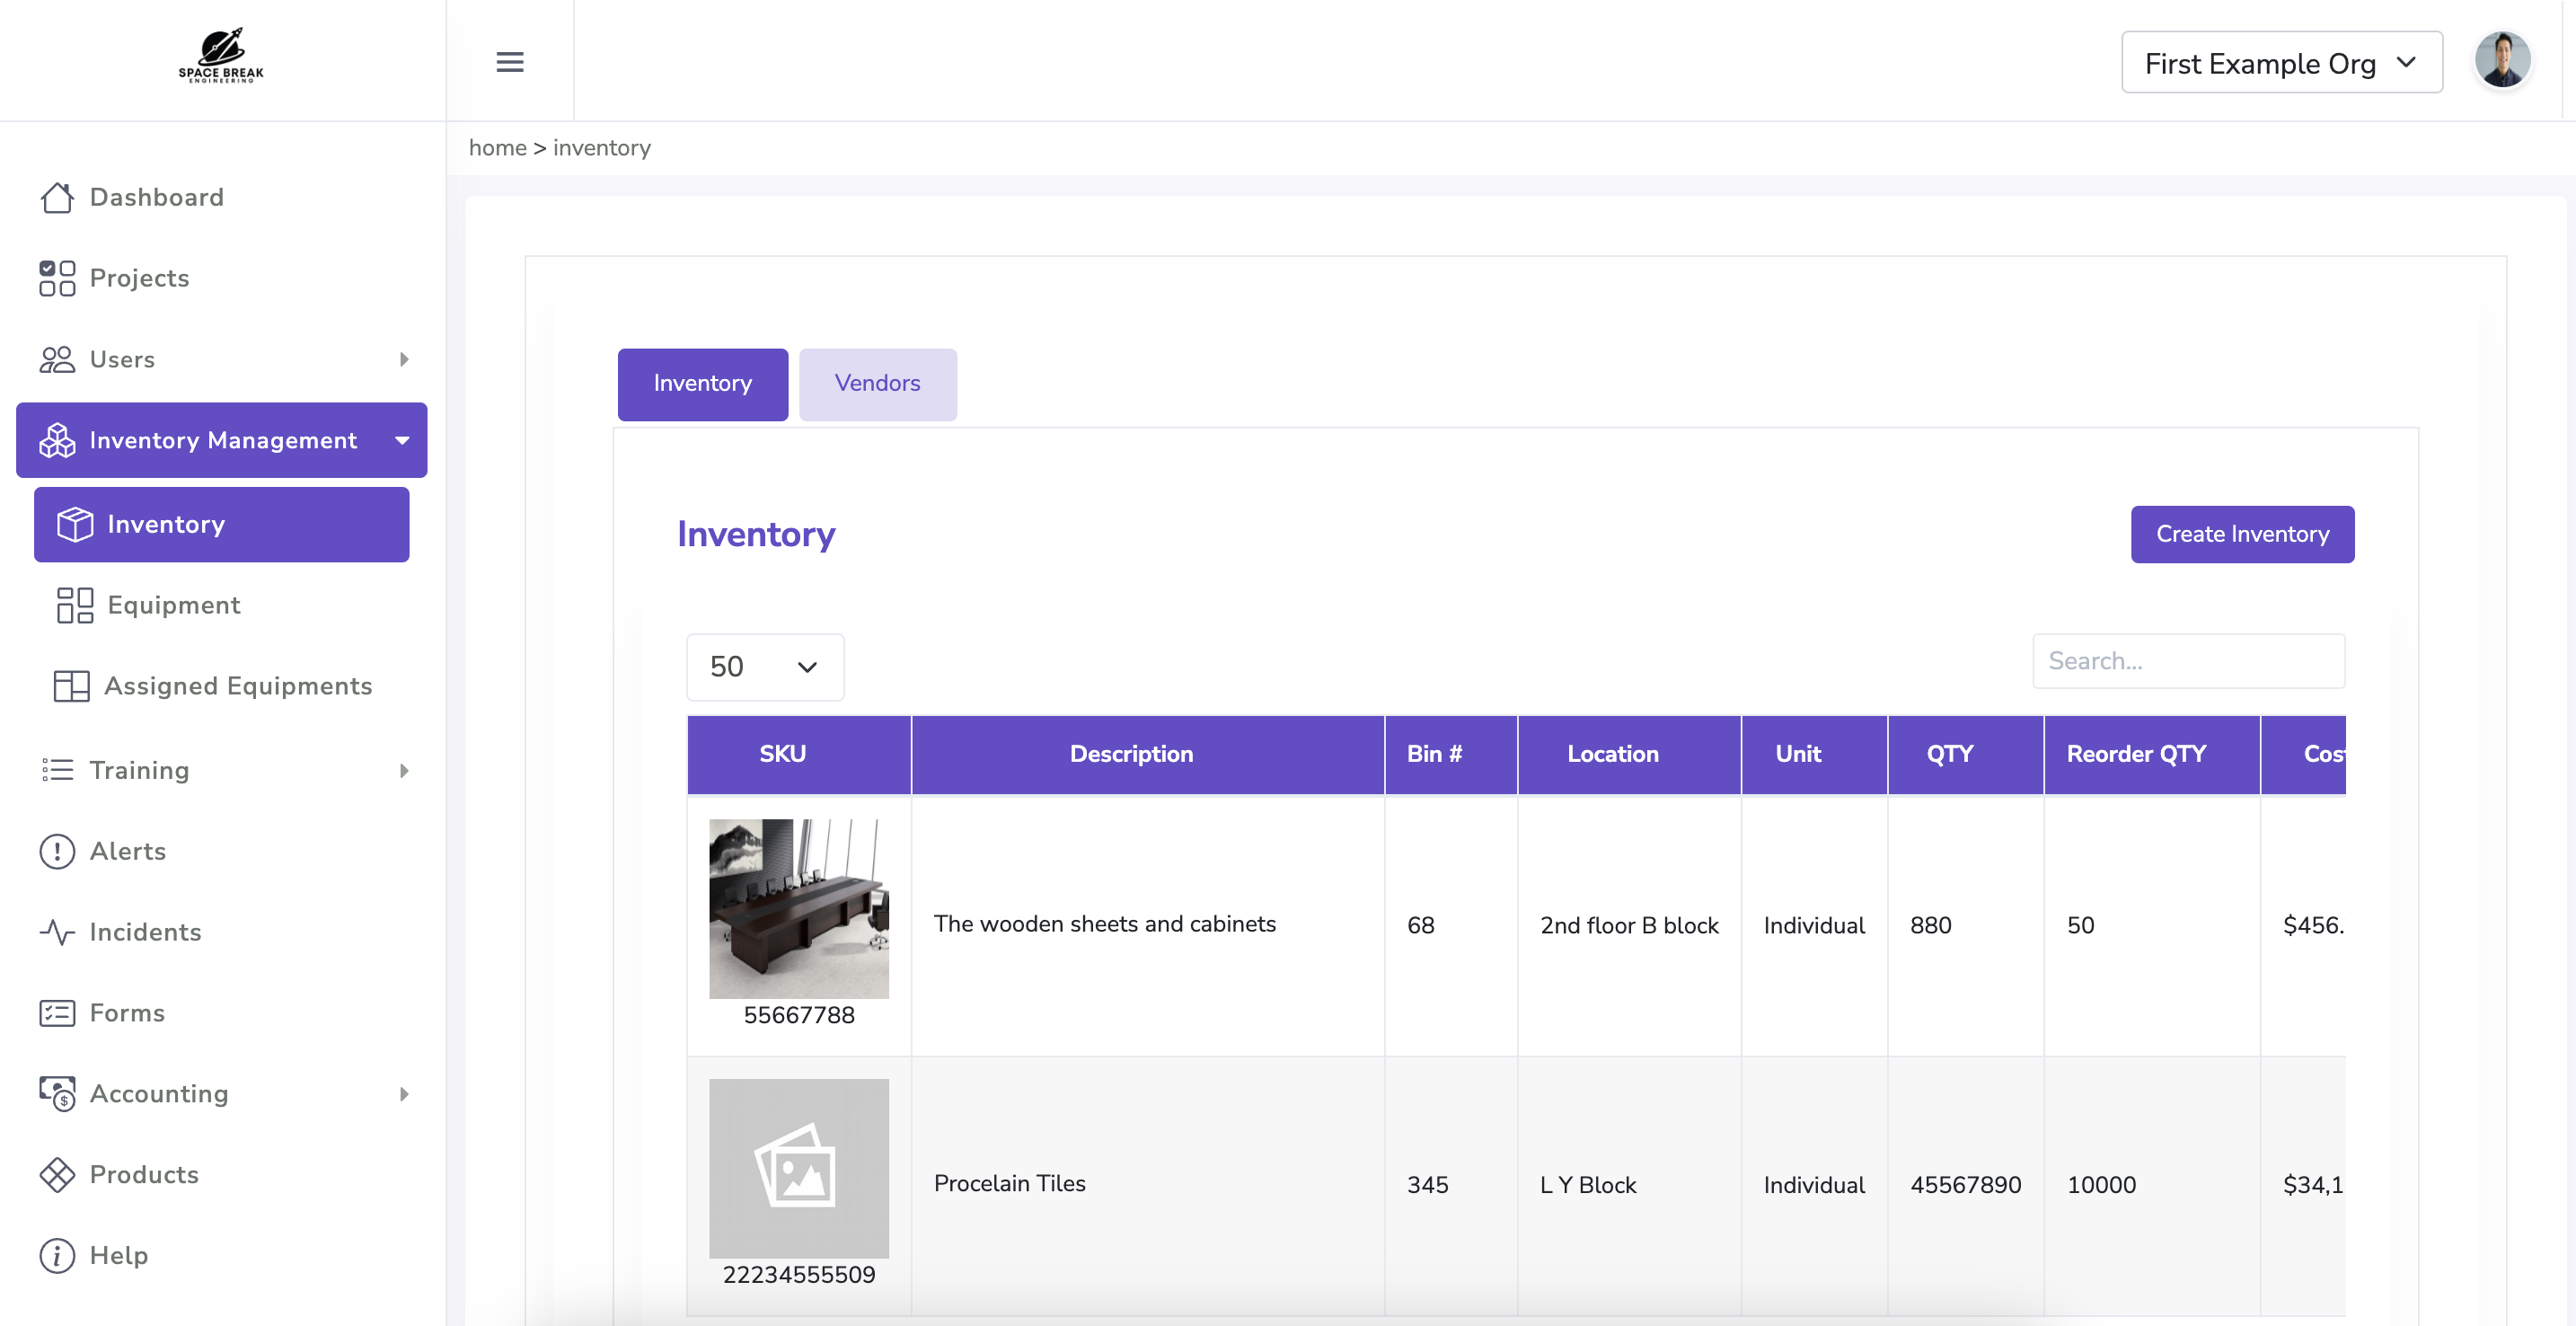 SPACE BREAK
ENGINEERING
First Example Org
home > inventory
Dashboard
Projects
Users
Inventory Management
Inventory
Equipment
Assigned Equipments
Training
Alerts
Incidents
Forms
Accounting
Products
Help
Inventory Vendors
Inventory
Create Inventory
50
Search...
SKU Description Bin # Location Unit QTY Reorder QTY Cost
The wooden sheets and cabinets 68 2nd floor B block Individual 880 50 $456.
55667788
Procelain Tiles 345 L Y Block Individual 45567890 10000 $34,1
22234555509